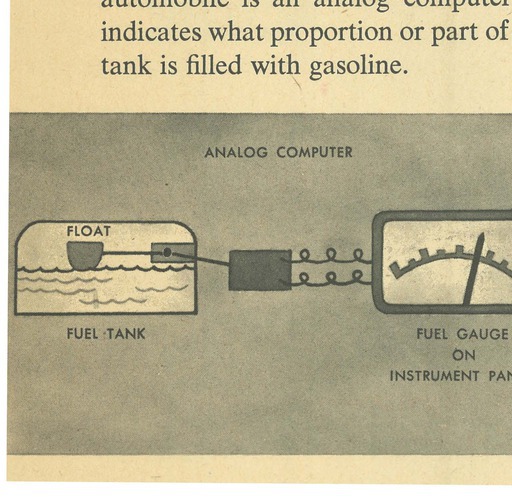 automobile is an analog computer
indicates what proportion or part of
tank is filled with gasoline.
ANALOG COMPUTER
FLOAT
FUEL TANK
FUEL GAUGE
ON
INSTRUMENT PAN